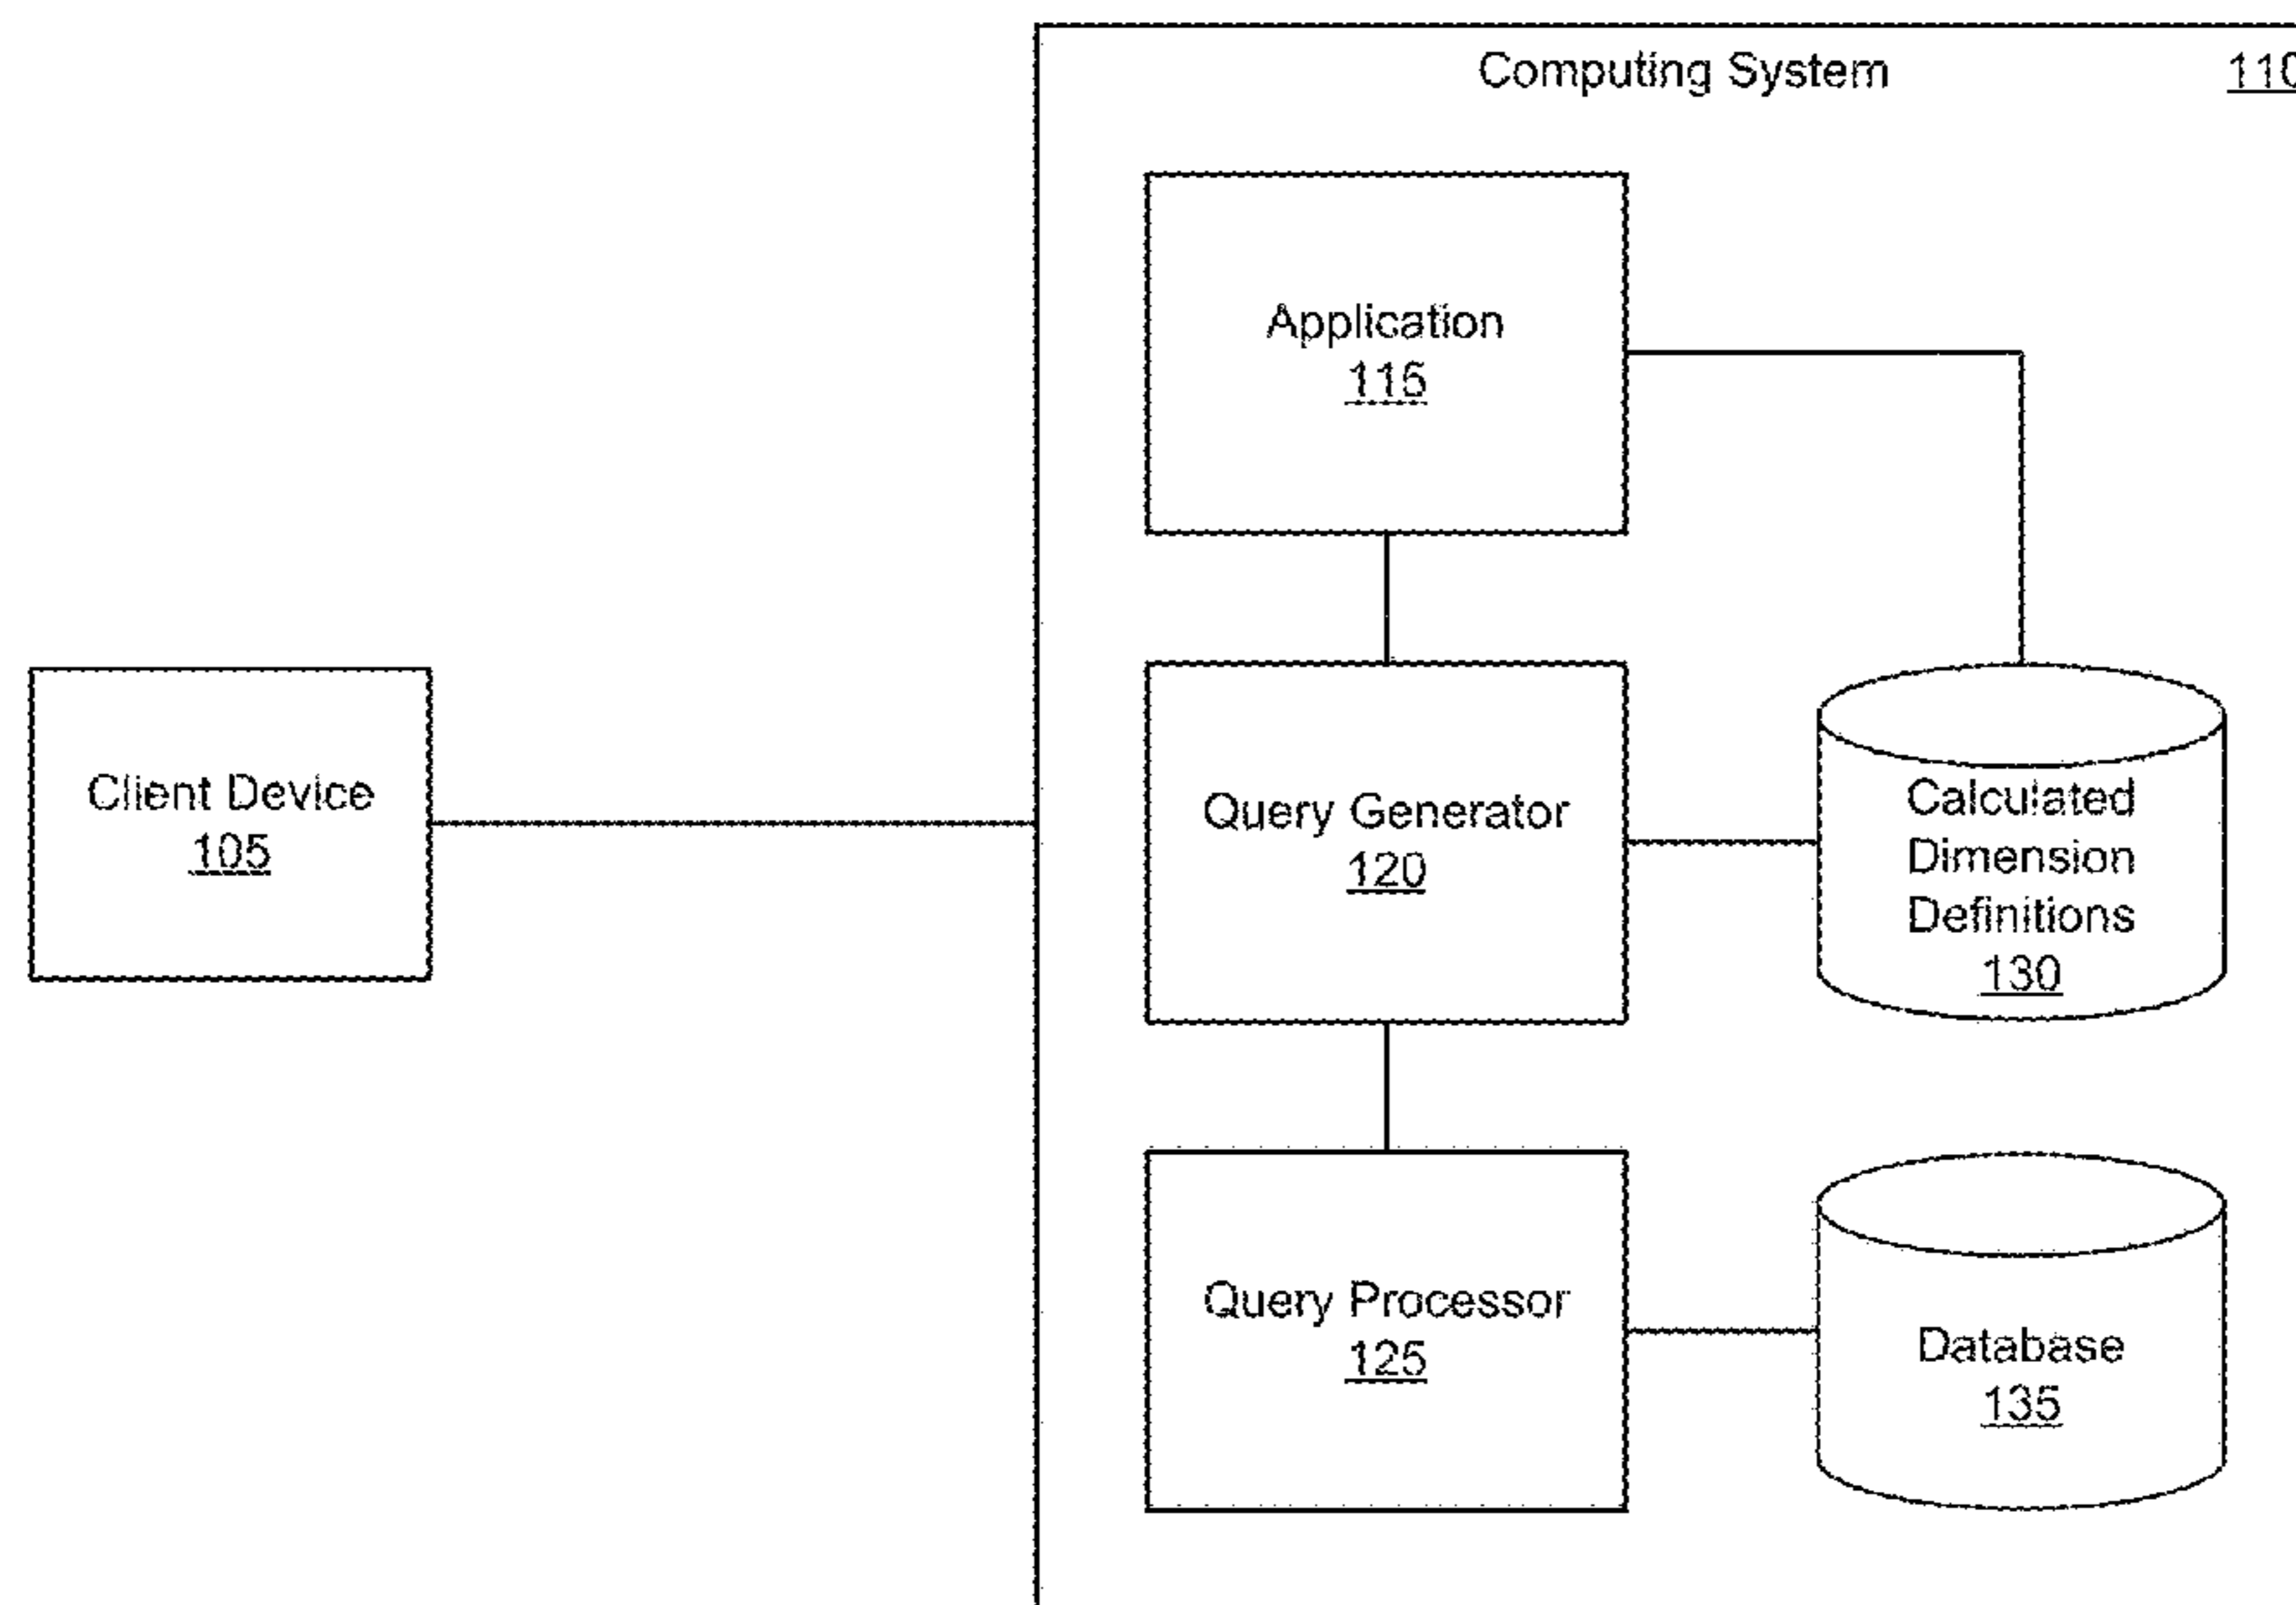 Computing System 110
Application
115
Client Device
105
Query Generator
120
Calculated
Dimension
Definitions
130
Query Processor
125
Database
135